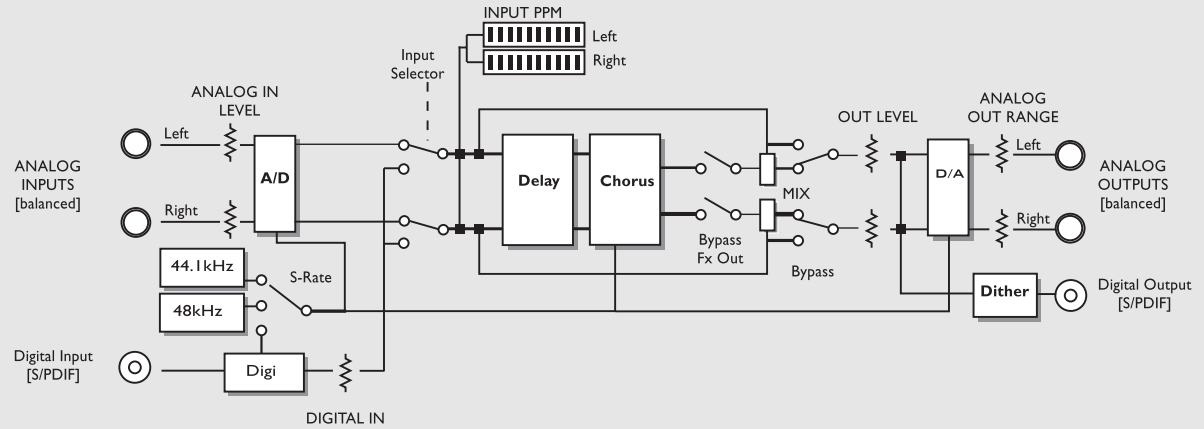 INPUT PPM
Left
Right
Input
Selector
ANALOG IN
LEVEL
Left
ANALOG
INPUTS
[balanced]
Right
A/D
Delay
Chorus
MIX
Bypass
Fx Out
Bypass
OUT LEVEL
ANALOG
OUT RANGE
D/A
Left
Right
ANALOG
OUTPUTS
[balanced]
44.1kHz
48kHz
S-Rate
Dither
Digital Output
[S/PDIF]
Digital Input
[S/PDIF]
Digi
DIGITAL IN